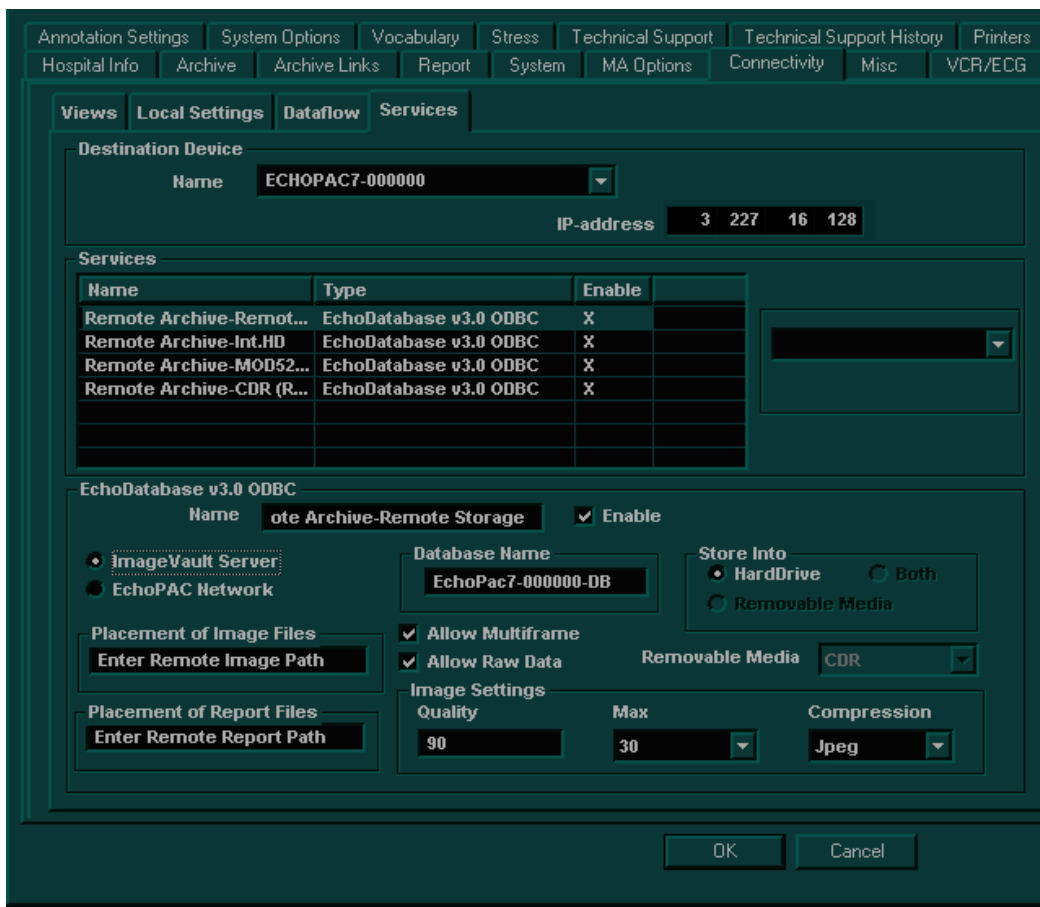 Annotation Settings System Options Vocabulary Stress Technical Support Technical Support History Printers
Hospital Info Archive Archive Links Report System MA Options Connectivity Misc VCR/ECG
Views Local Settings Dataflow Services
Destination Device
Name ECHOPAC7-000000
IP-address 3 227 16 128
Services
Name Type Enable
Remote Archive-Remot... EchoDatabase v3.0 ODBC X
Remote Archive-Int.HD EchoDatabase v3.0 ODBC X
Remote Archive-MOD52... EchoDatabase v3.0 ODBC X
Remote Archive-CDR (R... EchoDatabase v3.0 ODBC X
EchoDatabase v3.0 ODBC
Name ote Archive-Remote Storage Enable
ImageVault Server
EchoPAC Network
Database Name
EchoPac7-000000-DB
Store Into
HardDrive Both
Removable Media
Placement of Image Files
Enter Remote Image Path
Allow Multiframe
Allow Raw Data
Removable Media CDR
Placement of Report Files
Enter Remote Report Path
Image Settings
Quality Max Compression
90 30 Jpeg
OK Cancel